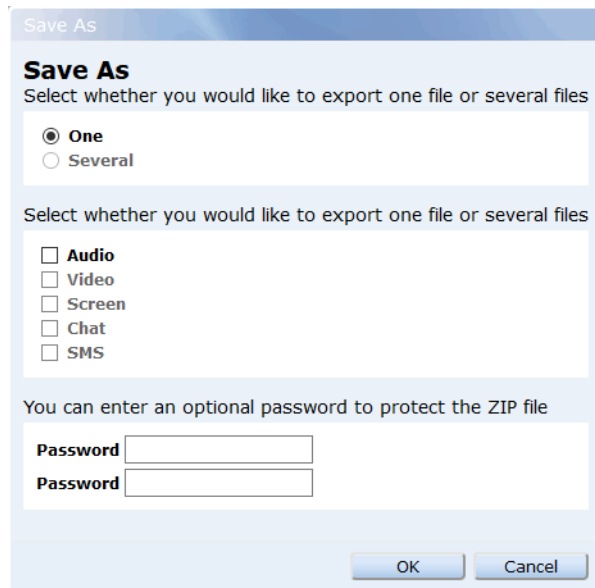 Save As
Save As
Select whether you would like to export one file or several files
One
Several
Select whether you would like to export one file or several files
Audio
Video
Screen
Chat
SMS
You can enter an optional password to protect the ZIP file
Password
Password
OK Cancel